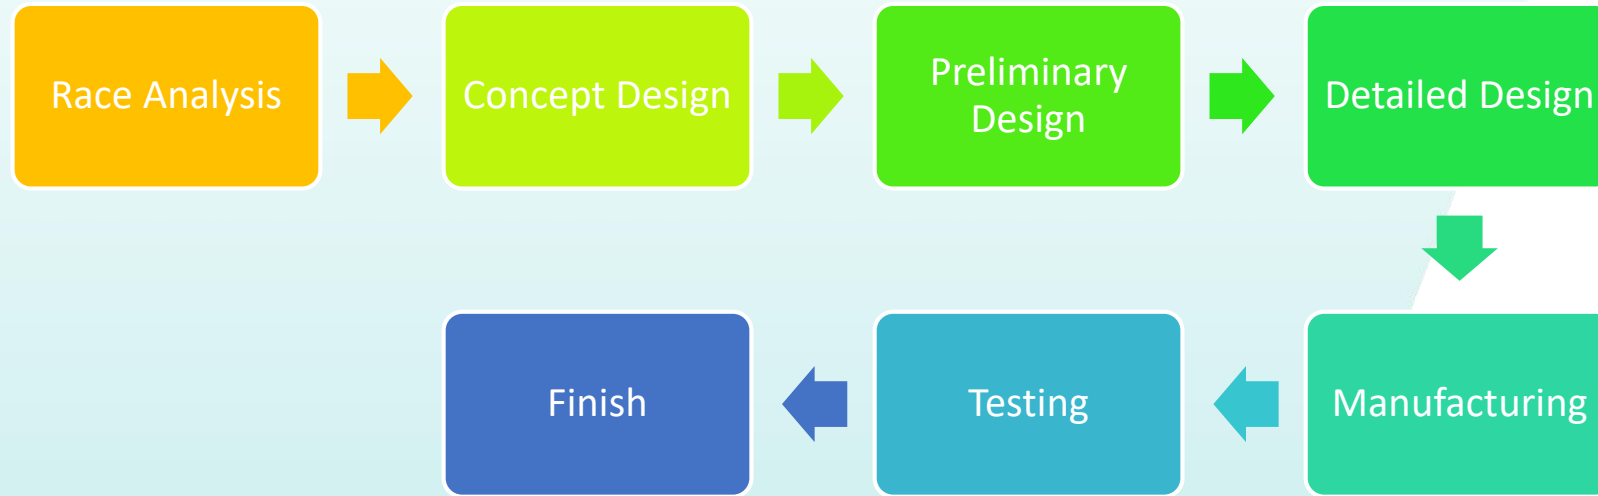 Race Analysis
Concept Design
Preliminary
Design
Detailed Design
Manufacturing
Testing
Finish